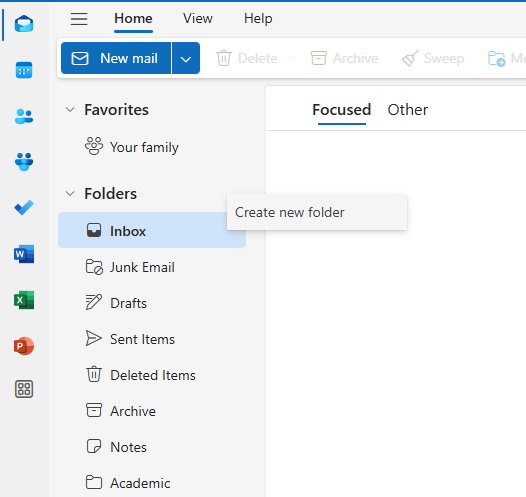 Home View Help
New mail Delete Archive Sweep
Favorites
Focused Other
Your family
Folders
Create new folder
Inbox
Junk Email
Drafts
Sent Items
Deleted Items
Archive
Notes
Academic